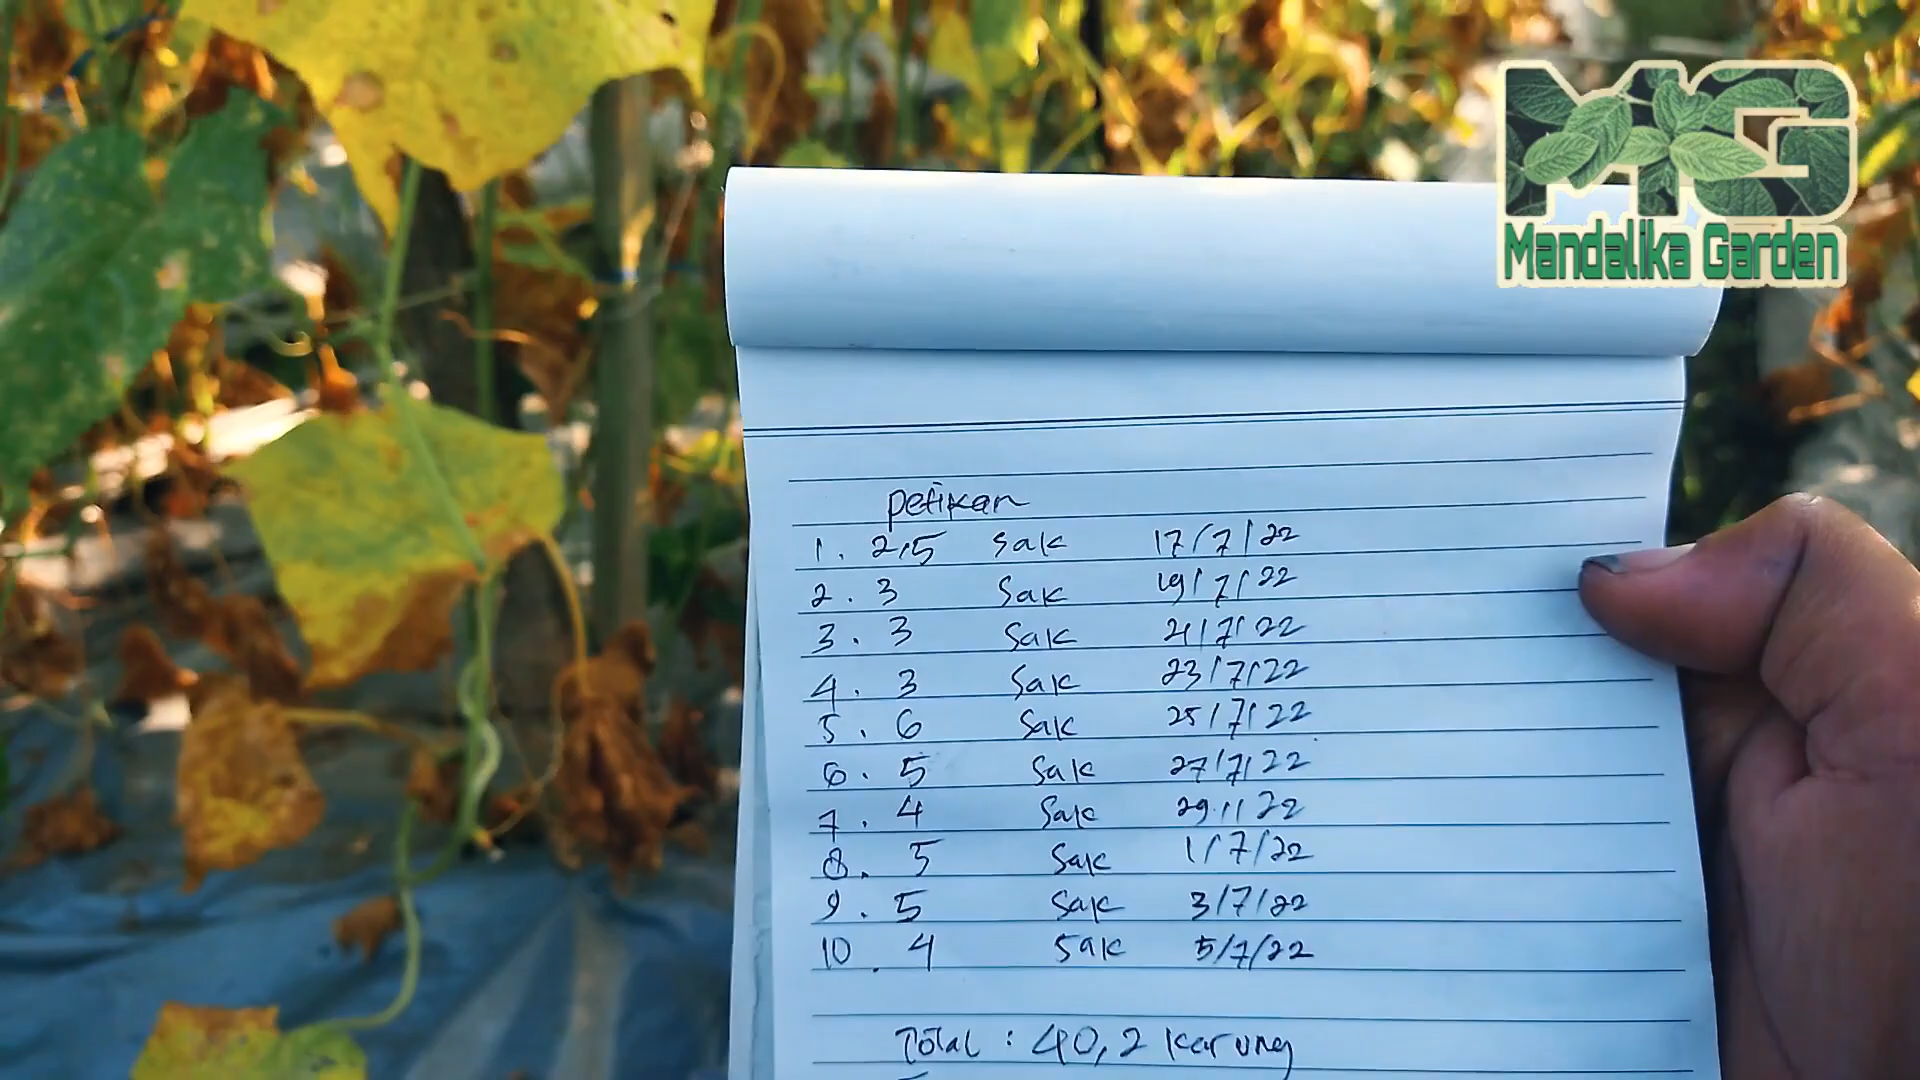 MG
Mandalika Garden
petikan
1. 2,5 sak 17/7/22
2. 3 Sak 19/7/22
3. 3 Sak 21/7/22
4. 3 Sak 23/7/22
5. 6 Sak 25/7/22
6. 5 Sak 27/7/22
7. 4 Sak 29.11 22
8. 5 Sak 1/7/22
9. 5 Sak 3/7/22
10. 4 Sak 5/7/22
Total : 40,2 karung